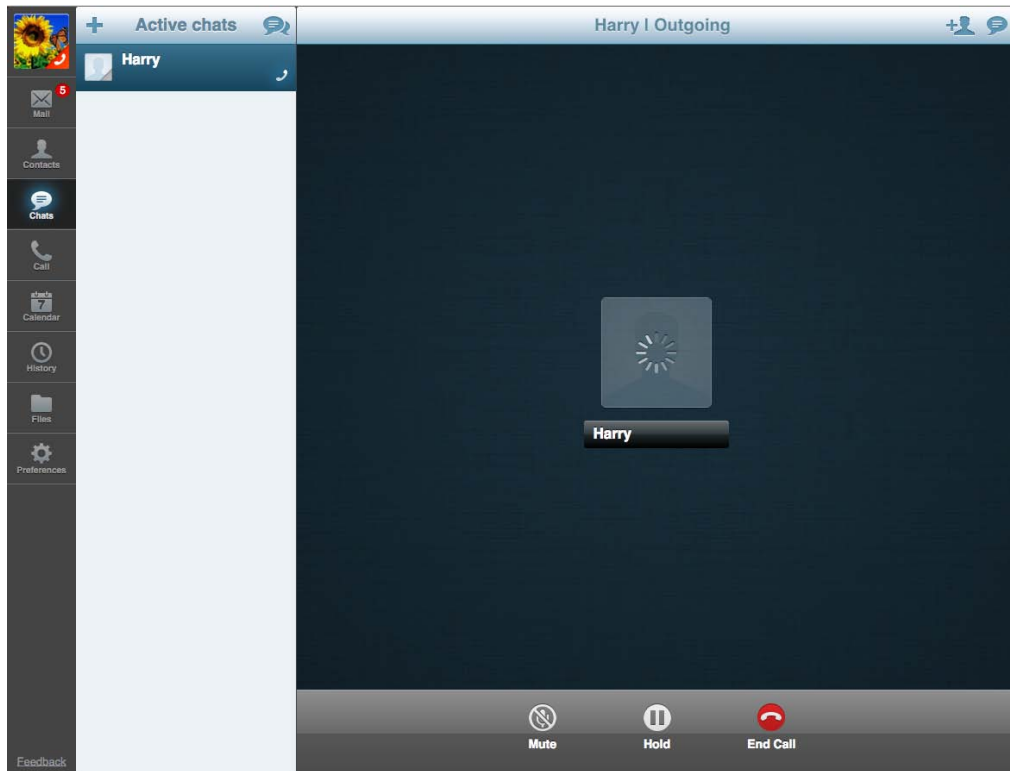 Active chats
Harry | Outgoing
Harry
5
Mail
Contacts
Chats
Call
7
Calendar
History
Files
Preferences
Harry
Mute
Hold
End Call
Feedback